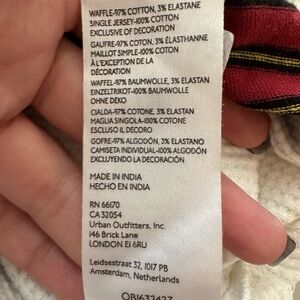 WAFFLE-97% COTTON, 3% ELASTANE
SINGLE JERSEY-100% COTTON
EXCLUSIVE OF DECORATION
GAUFRE-97% COTON, 3% ÉLASTHANNE
MAILLOT SIMPLE-100% COTON
À L'EXCEPTION DE LA
DÉCORATION
WAFFEL-97% BAUMWOLLE, 3% ELASTAN
EINZELTRIKOT-100% BAUMWOLLE
OHNE DEKO
CIALDA-97% COTONE, 3% ELASTAN
MAGLIA SINGOLA-100% COTONE
ESCLUSO IL DECORO
GOFRE-97% ALGODÓN, 3% ELASTANO
CAMISETA INDIVIDUAL-100% ALGODÓN
EXCLUYENDO LA DECORACIÓN
MADE IN INDIA
HECHO EN INDIA
RN 66170
CA 32054
Urban Outfitters, Inc.
146 Brick Lane
LONDON E1 6RU
Leidsestraat 32, 1017 PB
Amsterdam, Netherlands